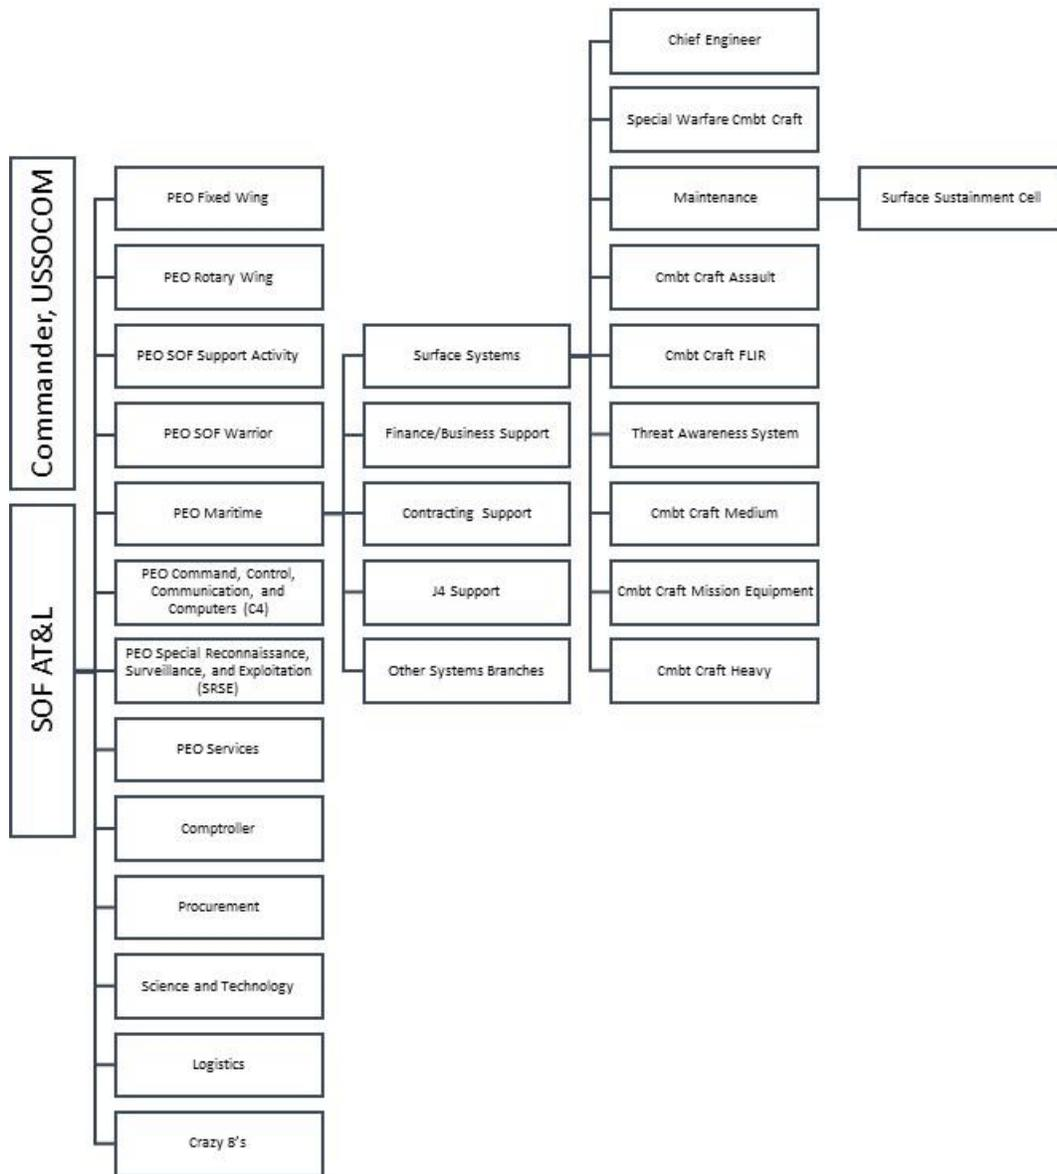 Commander, USSOCOM
SOF AT&L
PEO Fixed Wing
PEO Rotary Wing
PEO SOF Support Activity
PEO SOF Warrior
PEO Maritime
PEO Command, Control,
Communication, and
Computers (C4)
PEO Special Reconnaissance,
Surveillance, and Exploitation
(SRSE)
PEO Services
Comptroller
Procurement
Science and Technology
Logistics
Crazy 8's
Surface Systems
Finance/Business Support
Contracting Support
J4 Support
Other Systems Branches
Chief Engineer
Special Warfare Cmbt Craft
Maintenance
Cmbt Craft Assault
Cmbt Craft FLIR
Threat Awareness System
Cmbt Craft Medium
Cmbt Craft Mission Equipment
Cmbt Craft Heavy
Surface Sustainment Cell